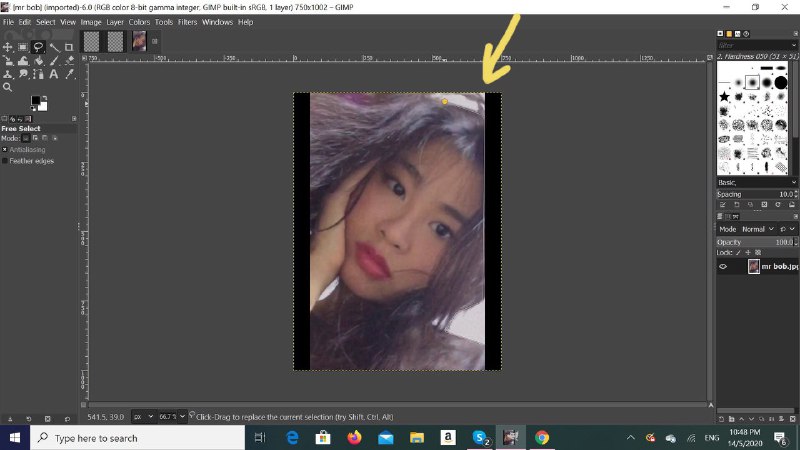 [mr bob] (imported)-6.0 (RGB color 8-bit gamma integer, GIMP built-in sRGB, 1 layer) 750x1002 – GIMP
File Edit Select View Image Layer Colors Tools Filters Windows Help
filter
2. Hardness 050 (51 × 51)
Free Select
Mode:
Antialiasing
Feather edges
Basic,
Spacing 10.0
Mode Normal
Opacity 100.0
Lock:
mr bob.jpg
541.5, 39.0 px 66.7 % Click-Drag to replace the current selection (try Shift, Ctrl, Alt)
Type here to search
ENG
10:48 PM
14/5/2020